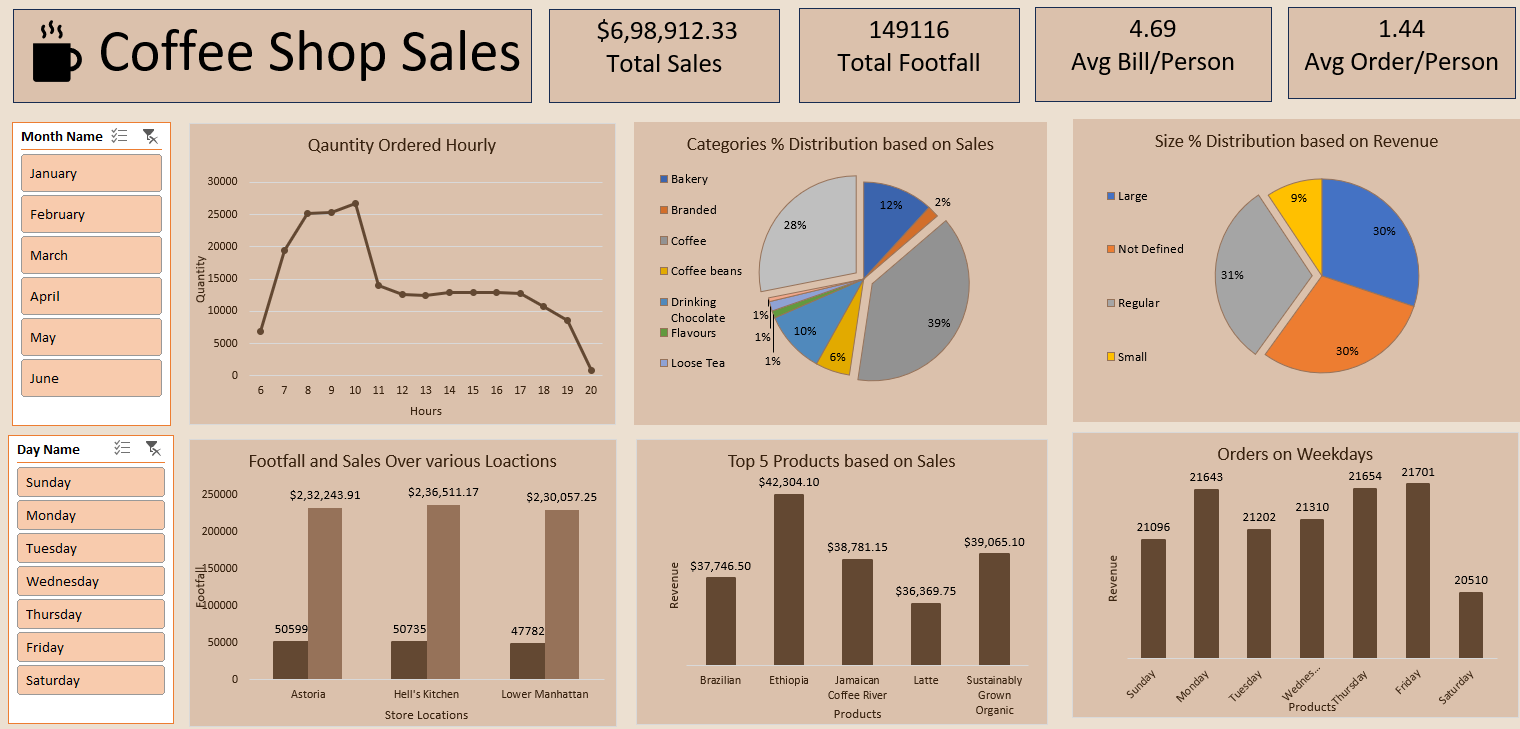 Coffee Shop Sales
$6,98,912.33
Total Sales
149116
Total Footfall
4.69
Avg Bill/Person
1.44
Avg Order/Person
Month Name
January
February
March
April
May
June
Day Name
Sunday
Monday
Tuesday
Wednesday
Thursday
Friday
Saturday
Qauntity Ordered Hourly
30000
25000
20000
15000
10000
5000
0
Quantity
6 7 8 9 10 11 12 13 14 15 16 17 18 19 20
Hours
Categories % Distribution based on Sales
Bakery
Branded
Coffee
Coffee beans
Drinking
Chocolate
Flavours
Loose Tea
12%
2%
39%
6%
10%
1%
1%
1%
28%
Size % Distribution based on Revenue
Large
Not Defined
Regular
Small
30%
30%
31%
9%
Footfall and Sales Over various Loactions
250000
200000
150000
100000
50000
0
Footfall
$2,32,243.91
$2,36,511.17
$2,30,057.25
50599
50735
47782
Astoria
Hell's Kitchen
Lower Manhattan
Store Locations
Top 5 Products based on Sales
Revenue
$37,746.50
$42,304.10
$38,781.15
$36,369.75
$39,065.10
Brazilian
Ethiopia
Jamaican
Coffee River
Latte
Sustainably
Grown
Organic
Products
Orders on Weekdays
Revenue
21096
21643
21202
21310
21654
21701
20510
Sunday
Monday
Tuesday
Wednes...
Thursday
Friday
Saturday
Products